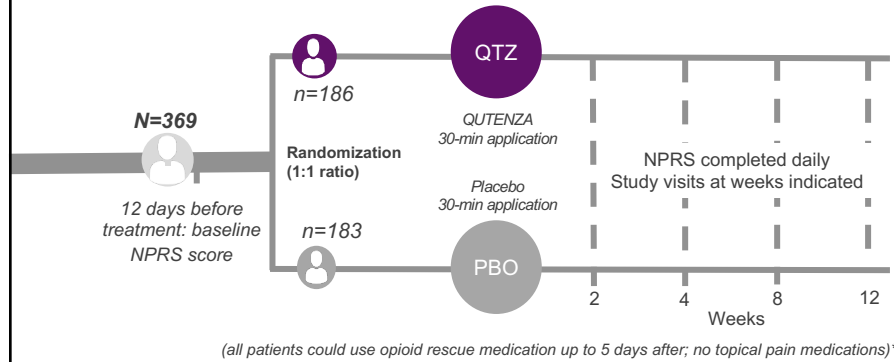 N=369
12 days before
treatment: baseline
NPRS score
n=186
Randomization
(1:1 ratio)
n=183
QTZ
QUTENZA
30-min application
Placebo
30-min application
PBO
NPRS completed daily
Study visits at weeks indicated
2 4 8 12
Weeks
(all patients could use opioid rescue medication up to 5 days after; no topical pain medications)*